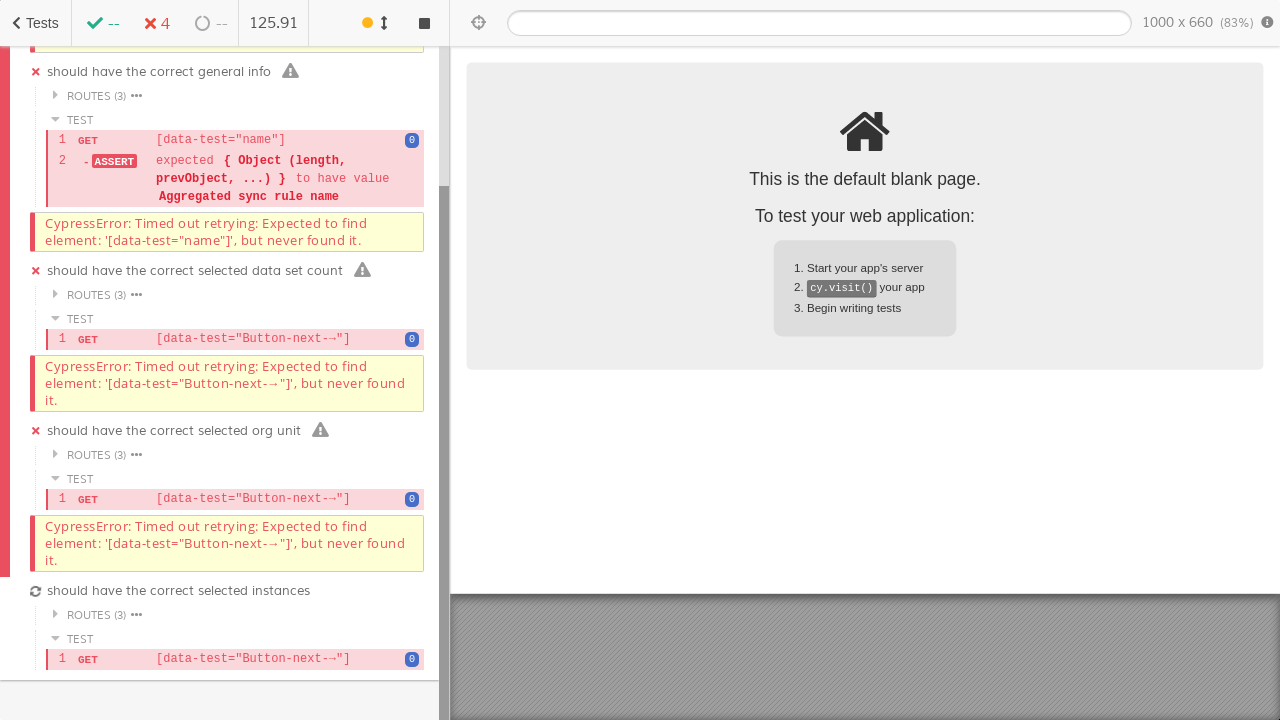 Tests -- 4 -- 125.91 1000 x 660 (83%)
should have the correct general info
ROUTES (3) •••
TEST
1 GET [data-test="name"] 0
2 -ASSERT expected { Object (length,
prevObject, ...) } to have value
Aggregated sync rule name
CypressError: Timed out retrying: Expected to find
element: '[data-test="name"]', but never found it.
should have the correct selected data set count
ROUTES (3) •••
TEST
1 GET [data-test="Button-next-→"] 0
CypressError: Timed out retrying: Expected to find
element: '[data-test="Button-next-→"]', but never found
it.
should have the correct selected org unit
ROUTES (3) •••
TEST
1 GET [data-test="Button-next-→"] 0
CypressError: Timed out retrying: Expected to find
element: '[data-test="Button-next-→"]', but never found
it.
should have the correct selected instances
ROUTES (3) •••
TEST
1 GET [data-test="Button-next-→"] 0
This is the default blank page.
To test your web application:
1. Start your app's server
2. cy.visit() your app
3. Begin writing tests